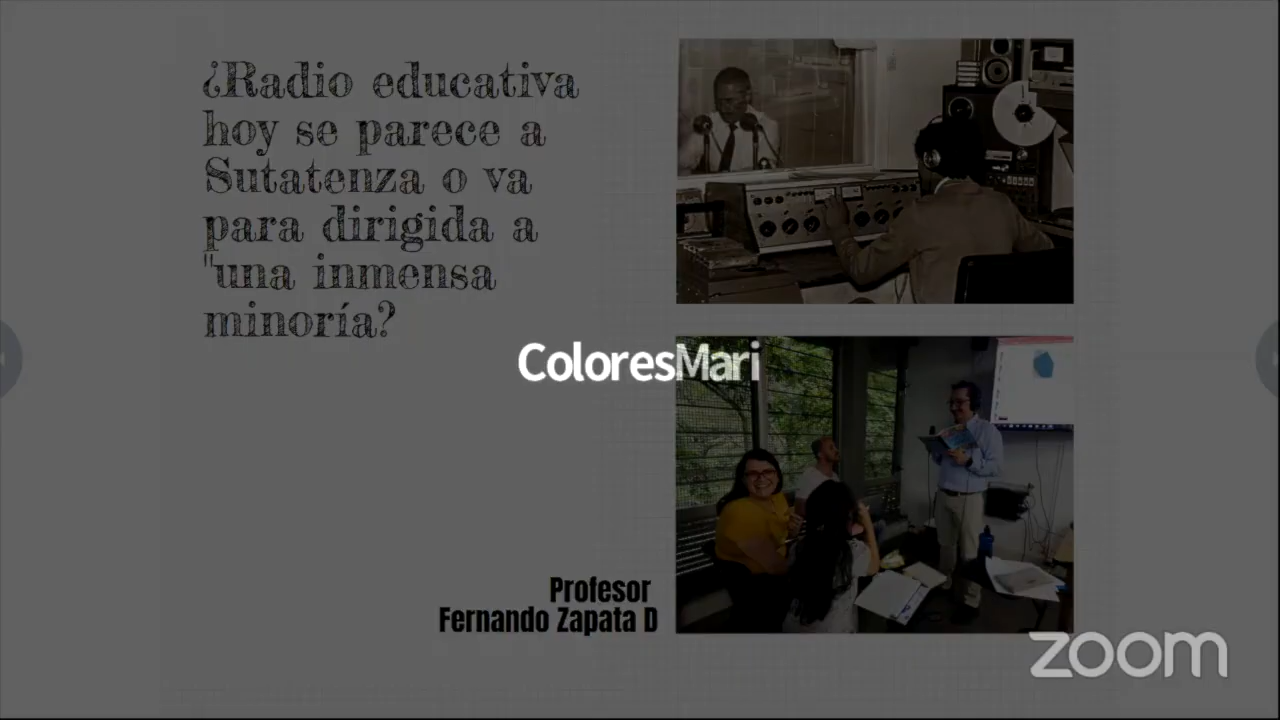 ¿Radio educativa
hoy se parece a
Sutatenza o va
para dirigida a
"una inmensa
minoría?
ColoresMari
Profesor
Fernando Zapata D
zoom